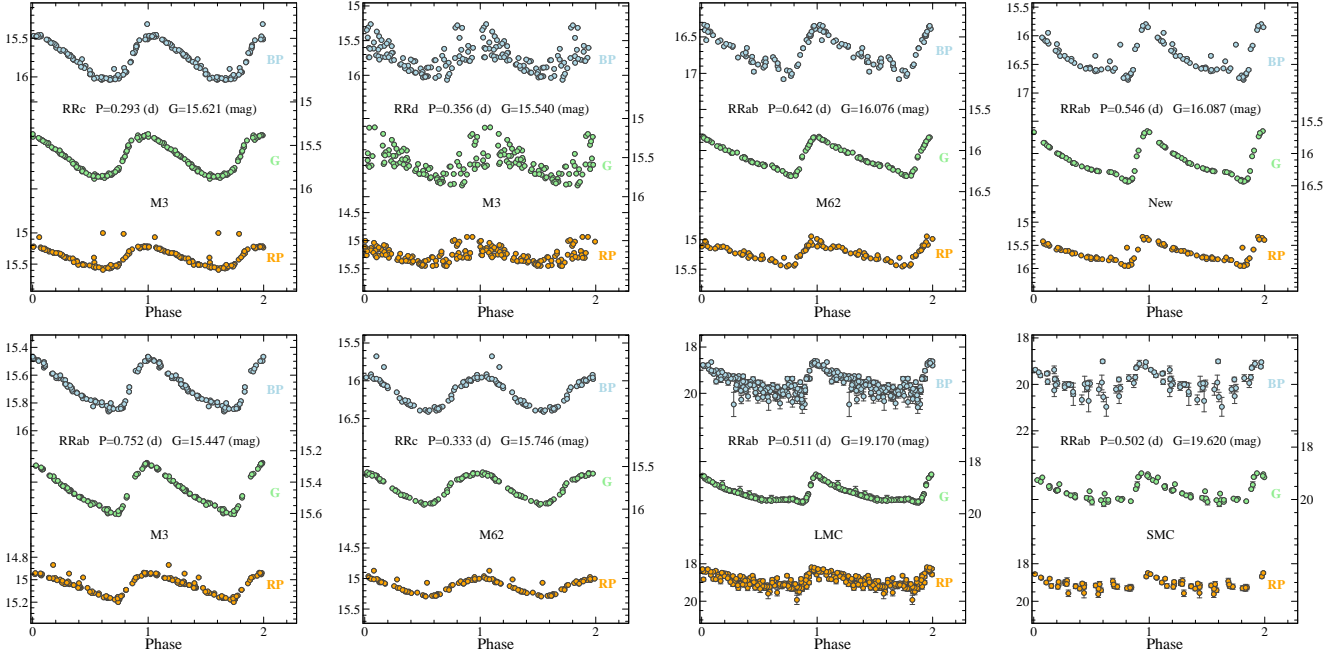 15.5
BP
16
RRc P=0.293 (d) G=15.621 (mag)
15
G
16
M3
15
RP
15.5
0 1 2
Phase
15
15.5
BP
16
RRd P=0.356 (d) G=15.540 (mag)
15
15.5
G
16
M3
14.5
15
RP
15.5
0 1 2
Phase
16.5
BP
17
RRab P=0.642 (d) G=16.076 (mag)
15.5
16
G
16.5
M62
15
RP
15.5
0 1 2
Phase
15.5
16
BP
16.5
17
RRab P=0.546 (d) G=16.087 (mag)
15.5
16
G
16.5
New
15
15.5
RP
16
0 1 2
Phase
15.4
15.6
BP
15.8
16
RRab P=0.752 (d) G=15.447 (mag)
15.2
15.4
G
15.6
M3
14.8
15
RP
15.2
0 1 2
Phase
15.5
16
BP
16.5
RRc P=0.333 (d) G=15.746 (mag)
15.5
G
16
M62
14.5
15
RP
15.5
0 1 2
Phase
18
BP
20
RRab P=0.511 (d) G=19.170 (mag)
18
G
20
LMC
18
RP
20
0 1 2
Phase
18
20
BP
22
RRab P=0.502 (d) G=19.620 (mag)
18
G
20
SMC
18
RP
20
0 1 2
Phase